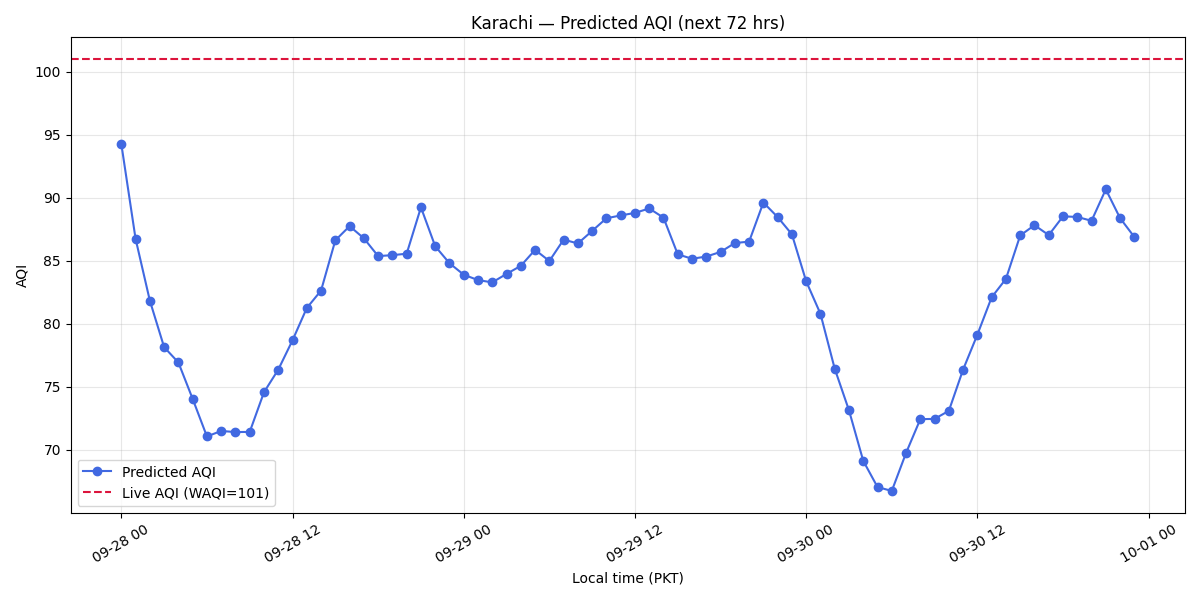 Karachi — Predicted AQI (next 72 hrs)
AQI
100
95
90
85
80
75
70
Predicted AQI
Live AQI (WAQI=101)
09-28 00
09-28 12
09-29 00
09-29 12
09-30 00
09-30 12
10-01 00
Local time (PKT)